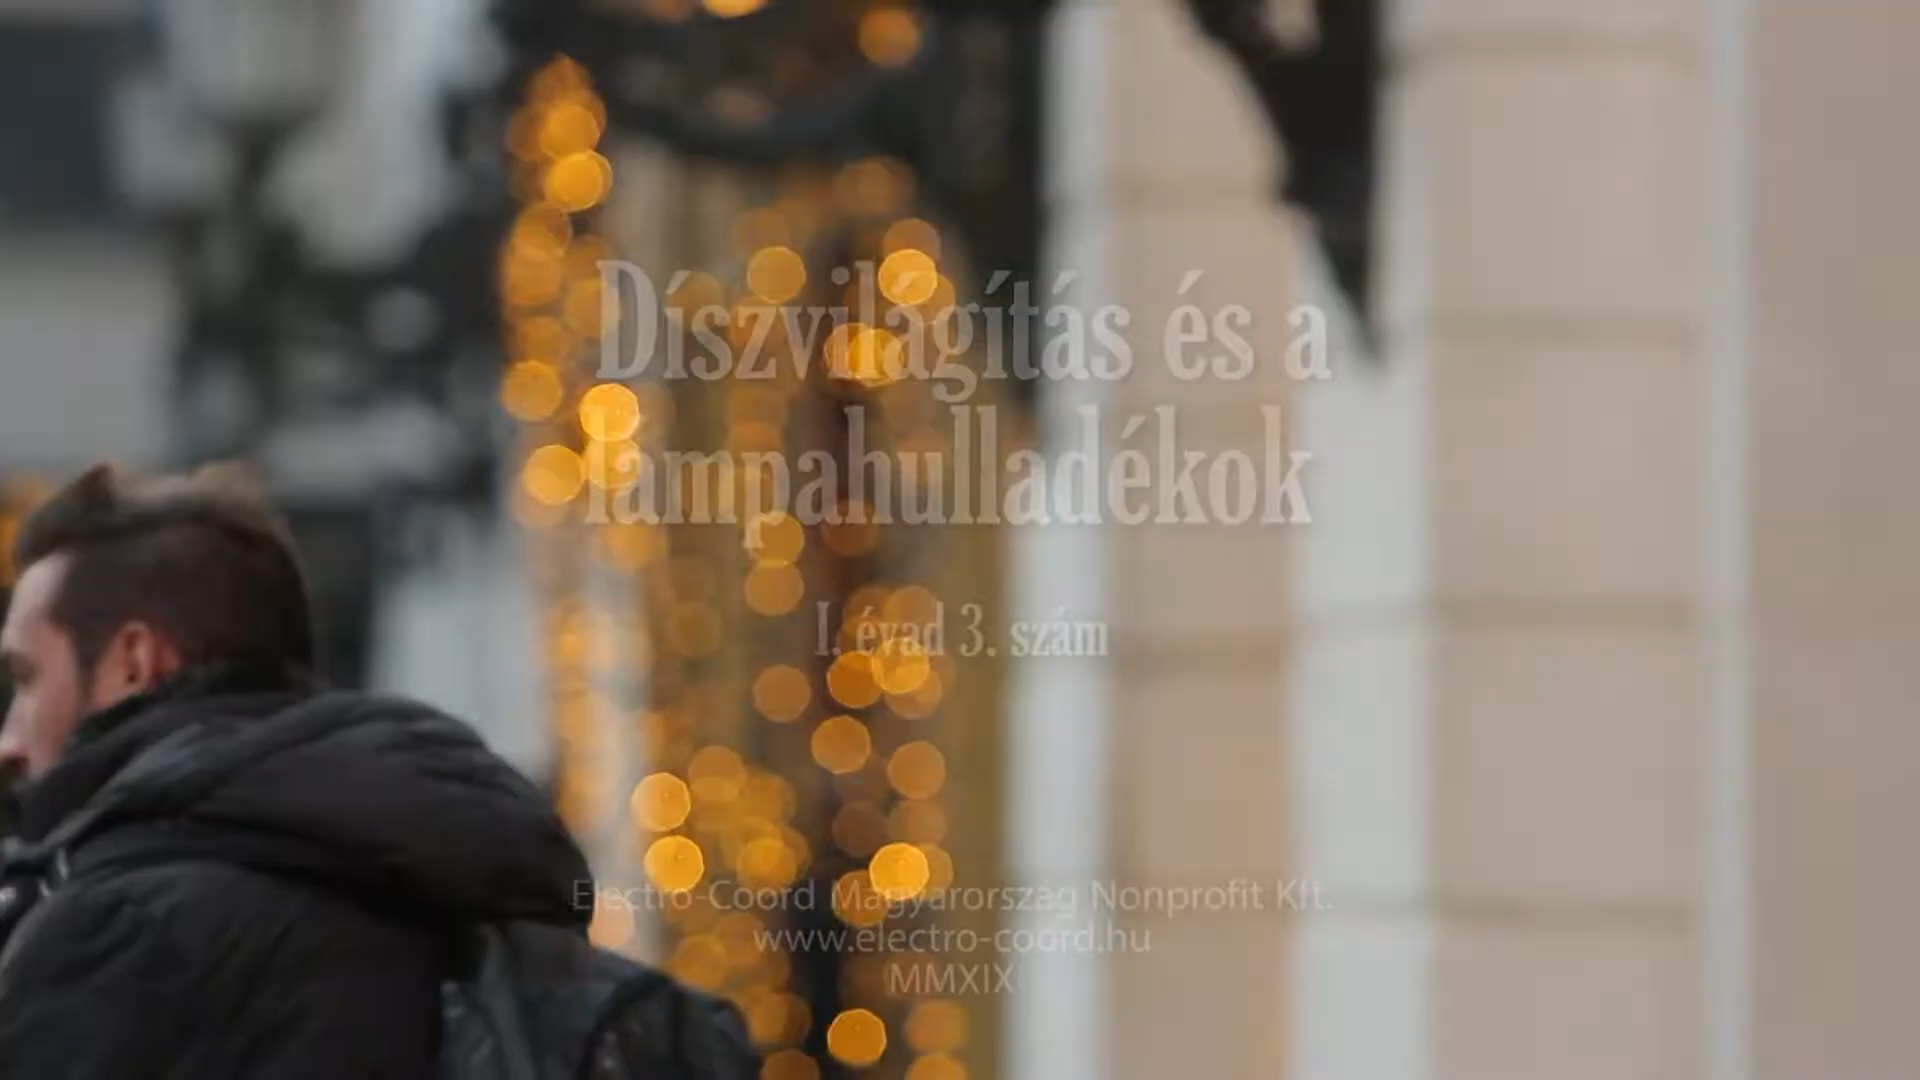 Díszvilágítás és a
lámpahulladékok
I. évad 3. szám
Electro-Coord Magyarország Nonprofit Kft.
www.electro-coord.hu
MMXIX